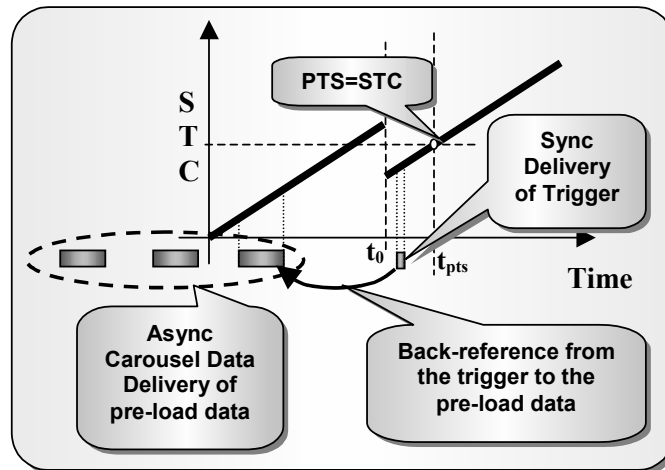 PTS=STC
S
T
C
Sync
Delivery
of Trigger
t0
tpts
Time
Async
Carousel Data
Delivery of
pre-load data
Back-reference from
the trigger to the
pre-load data